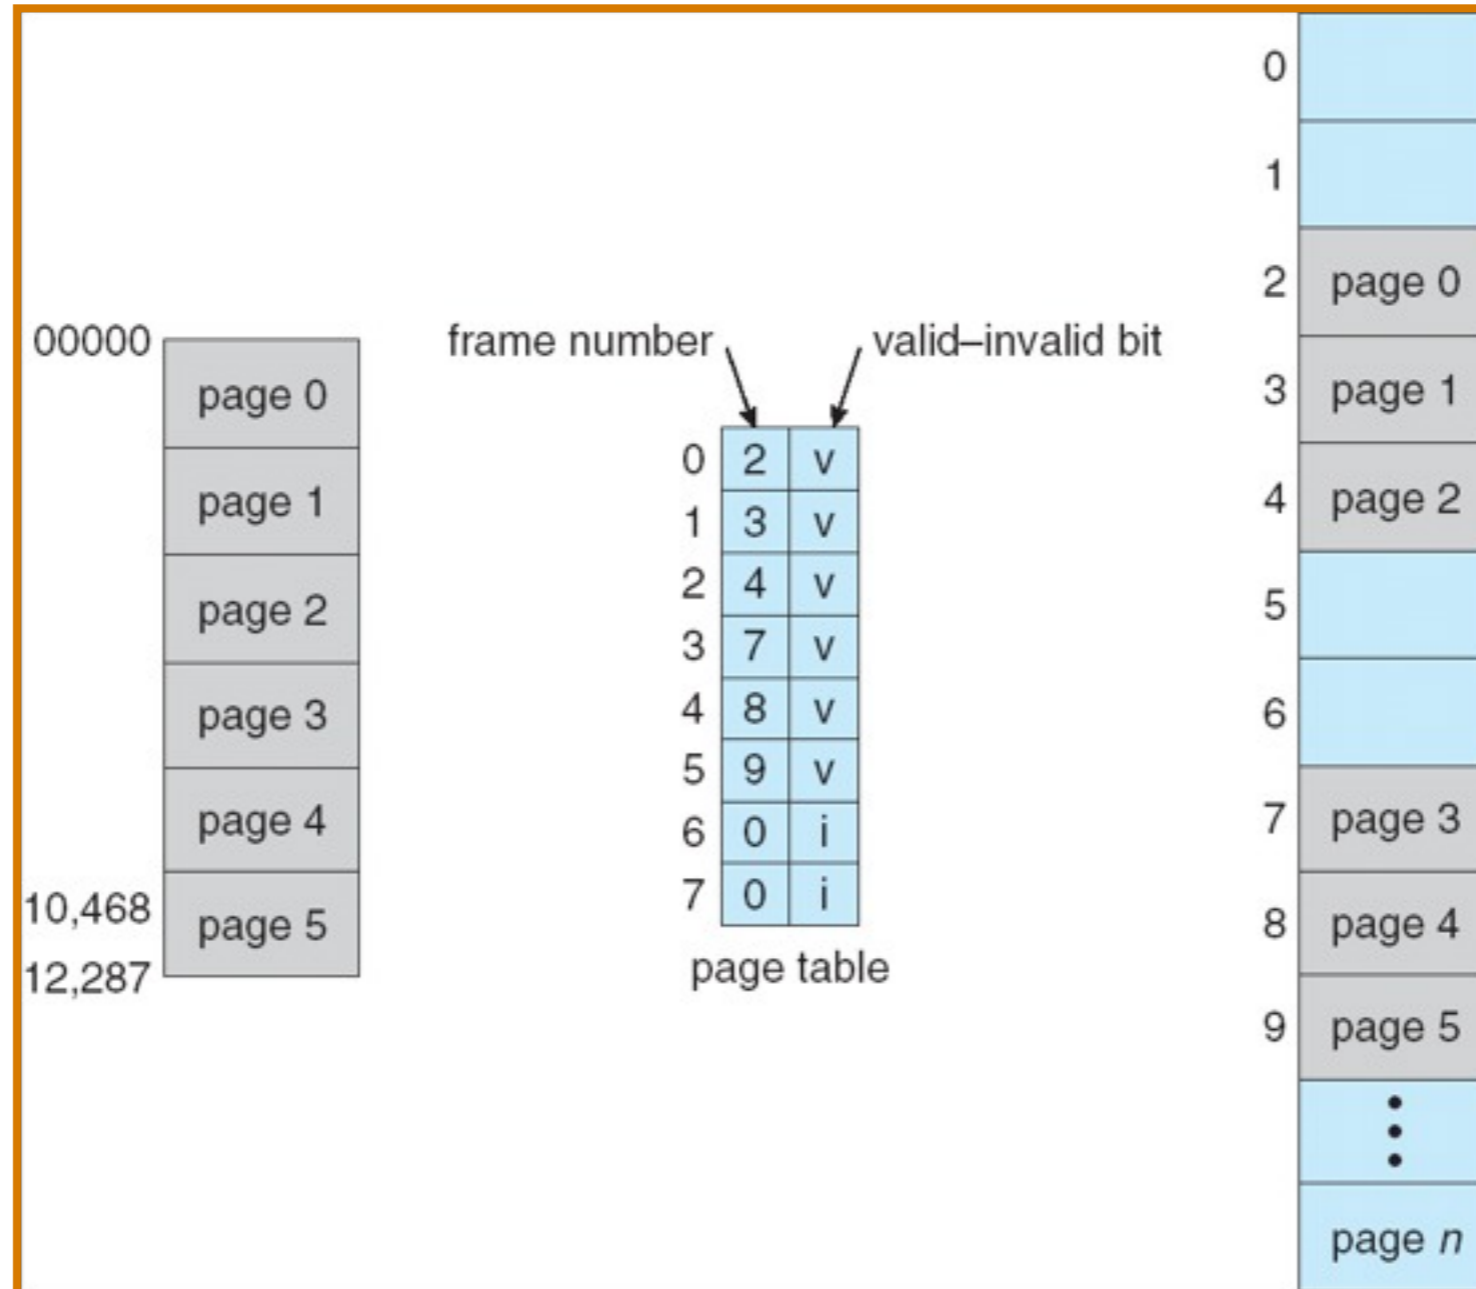 00000
page 0
page 1
page 2
page 3
page 4
10,468
page 5
12,287
frame number
valid–invalid bit
0 2 v
1 3 v
2 4 v
3 7 v
4 8 v
5 9 v
6 0 i
7 0 i
page table
0
1
2 page 0
3 page 1
4 page 2
5
6
7 page 3
8 page 4
9 page 5
page n